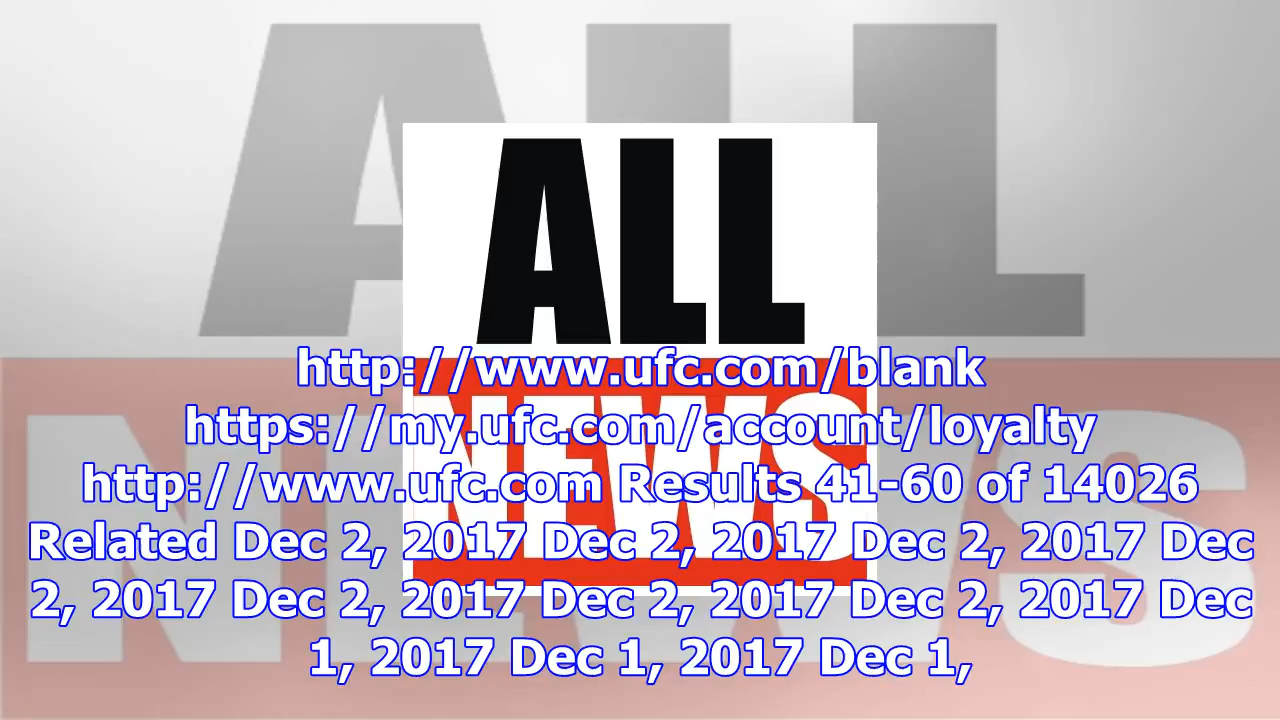 ALL
NEWS
http://www.ufc.com/blank
https://my.ufc.com/account/loyalty
http://www.ufc.com Results 41-60 of 14026
Related Dec 2, 2017 Dec 2, 2017 Dec 2, 2017 Dec
2, 2017 Dec 2, 2017 Dec 2, 2017 Dec 2, 2017 Dec
1, 2017 Dec 1, 2017 Dec 1,